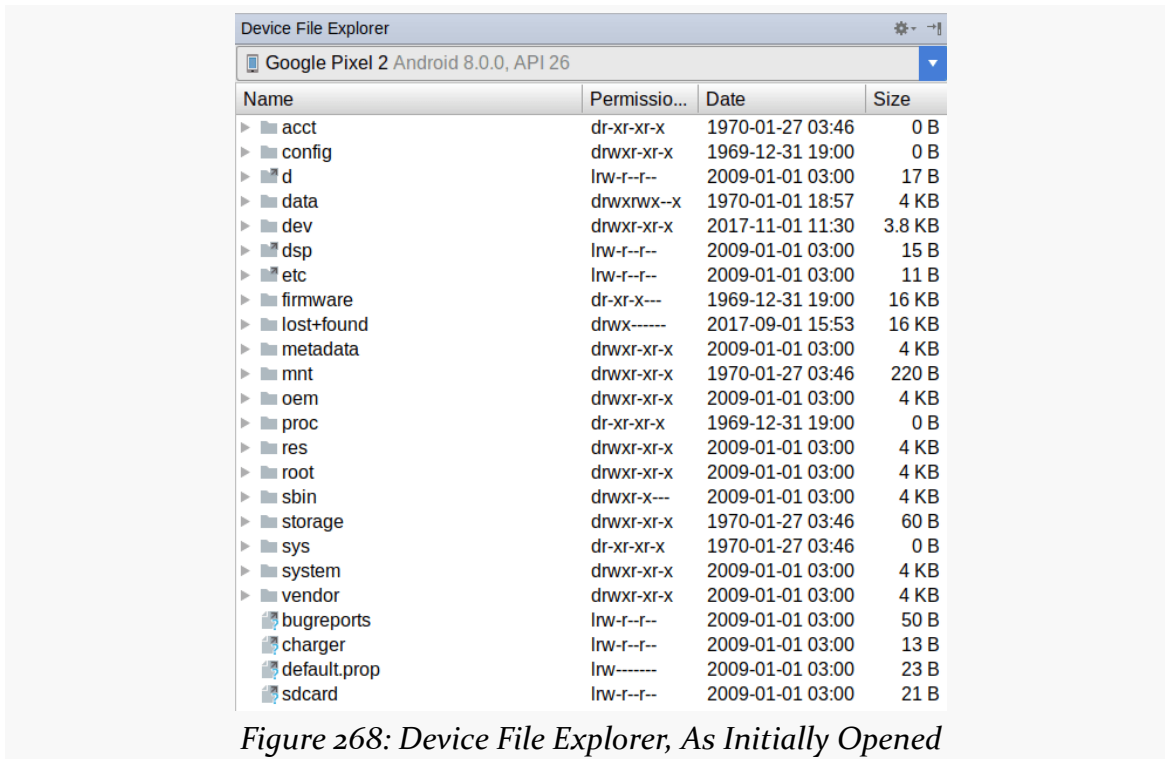 Device File Explorer
Google Pixel 2 Android 8.0.0, API 26
Name Permissio... Date Size
acct dr-xr-xr-x 1970-01-27 03:46 0 B
config drwxr-xr-x 1969-12-31 19:00 0 B
d lrw-r--r-- 2009-01-01 03:00 17 B
data drwxrwx--x 1970-01-01 18:57 4 KB
dev drwxr-xr-x 2017-11-01 11:30 3.8 KB
dsp lrw-r--r-- 2009-01-01 03:00 15 B
etc lrw-r--r-- 2009-01-01 03:00 11 B
firmware dr-xr-x--- 1969-12-31 19:00 16 KB
lost+found drwx------ 2017-09-01 15:53 16 KB
metadata drwxr-xr-x 2009-01-01 03:00 4 KB
mnt drwxr-xr-x 1970-01-27 03:46 220 B
oem drwxr-xr-x 2009-01-01 03:00 4 KB
proc dr-xr-xr-x 1969-12-31 19:00 0 B
res drwxr-xr-x 2009-01-01 03:00 4 KB
root drwxr-xr-x 2009-01-01 03:00 4 KB
sbin drwxr-x--- 2009-01-01 03:00 4 KB
storage drwxr-xr-x 1970-01-27 03:46 60 B
sys dr-xr-xr-x 1970-01-27 03:46 0 B
system drwxr-xr-x 2009-01-01 03:00 4 KB
vendor drwxr-xr-x 2009-01-01 03:00 4 KB
bugreports lrw-r--r-- 2009-01-01 03:00 50 B
charger lrw-r--r-- 2009-01-01 03:00 13 B
default.prop lrw------- 2009-01-01 03:00 23 B
sdcard lrw-r--r-- 2009-01-01 03:00 21 B
Figure 268: Device File Explorer, As Initially Opened